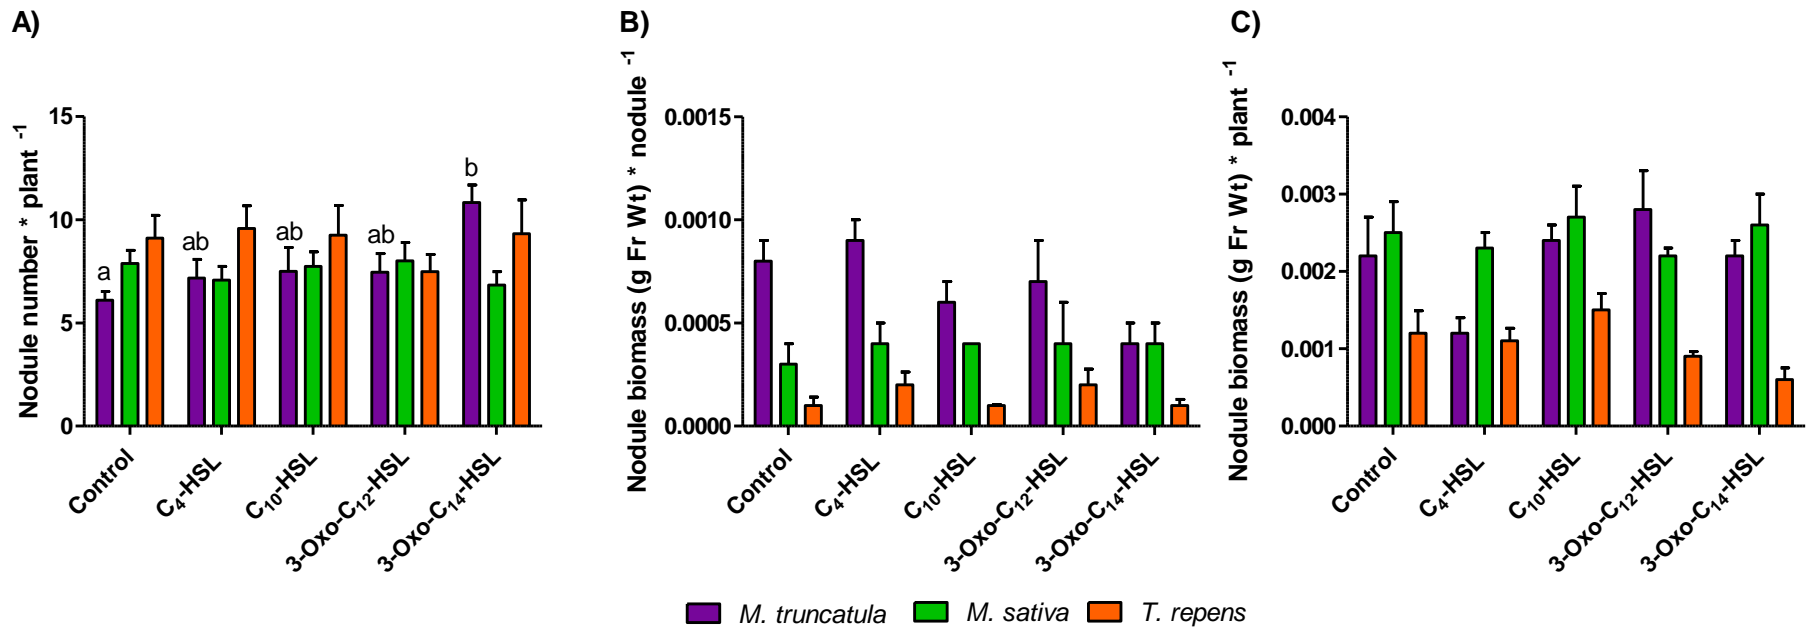 A)
Nodule number * plant -1
15
10
5
0
a
ab
ab
ab
b
Control
C4-HSL
C10-HSL
3-Oxo-C12-HSL
3-Oxo-C14-HSL
B)
Nodule biomass (g Fr Wt) * nodule -1
0.0015
0.0010
0.0005
0.0000
Control
C4-HSL
C10-HSL
3-Oxo-C12-HSL
3-Oxo-C14-HSL
C)
Nodule biomass (g Fr Wt) * plant -1
0.004
0.003
0.002
0.001
0.000
Control
C4-HSL
C10-HSL
3-Oxo-C12-HSL
3-Oxo-C14-HSL
M. truncatula M. sativa T. repens